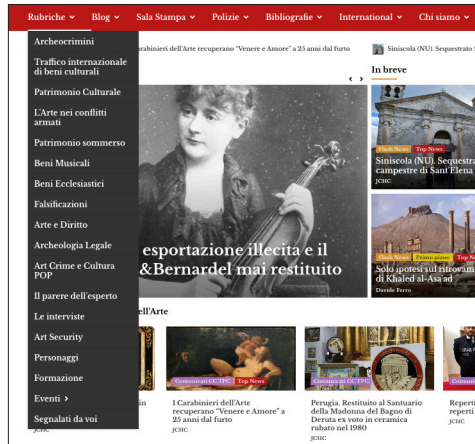 Rubriche Blog Sala Stampa Polizie Bibliografie International Chi siamo
Archeocrimini
Traffico internazionale
di beni culturali
Patrimonio Culturale
L'Arte nei conflitti
armati
Patrimonio sommerso
Beni Musicali
Beni Ecclesiastici
Falsificazioni
Arte e Diritto
Archeologia Legale
Art Crime e Cultura
POP
Il parere dell'esperto
Le interviste
Art Security
Personaggi
Formazione
Eventi
Segnalati da voi
arabinieri dell'Arte recuperano "Venere e Amore" a 25 anni dal furto
Siniscola (NU). Sequestrato
In breve
esportazione illecita e il
&Bernardel mai restituito
Flash News Top News
Siniscola (NU). Sequestra
campestre di Sant'Elena
JCHC
Flash News Primo piano Top N
Solo ipotesi sul ritrovam
di Khaled al-Asa'ad
Davide Ferro
ell'Arte
in
JCHC
Comunicati CC TPC Top News
I Carabinieri dell'Arte
recuperano "Venere e Amore" a
25 anni dal furto
JCHC
Comunicati CC TPC
Perugia. Restituito al Santuario
della Madonna del Bagno di
Deruta ex voto in ceramica
rubato nel 1980
JCHC
Comunic
Reperti
reperti
JCHC